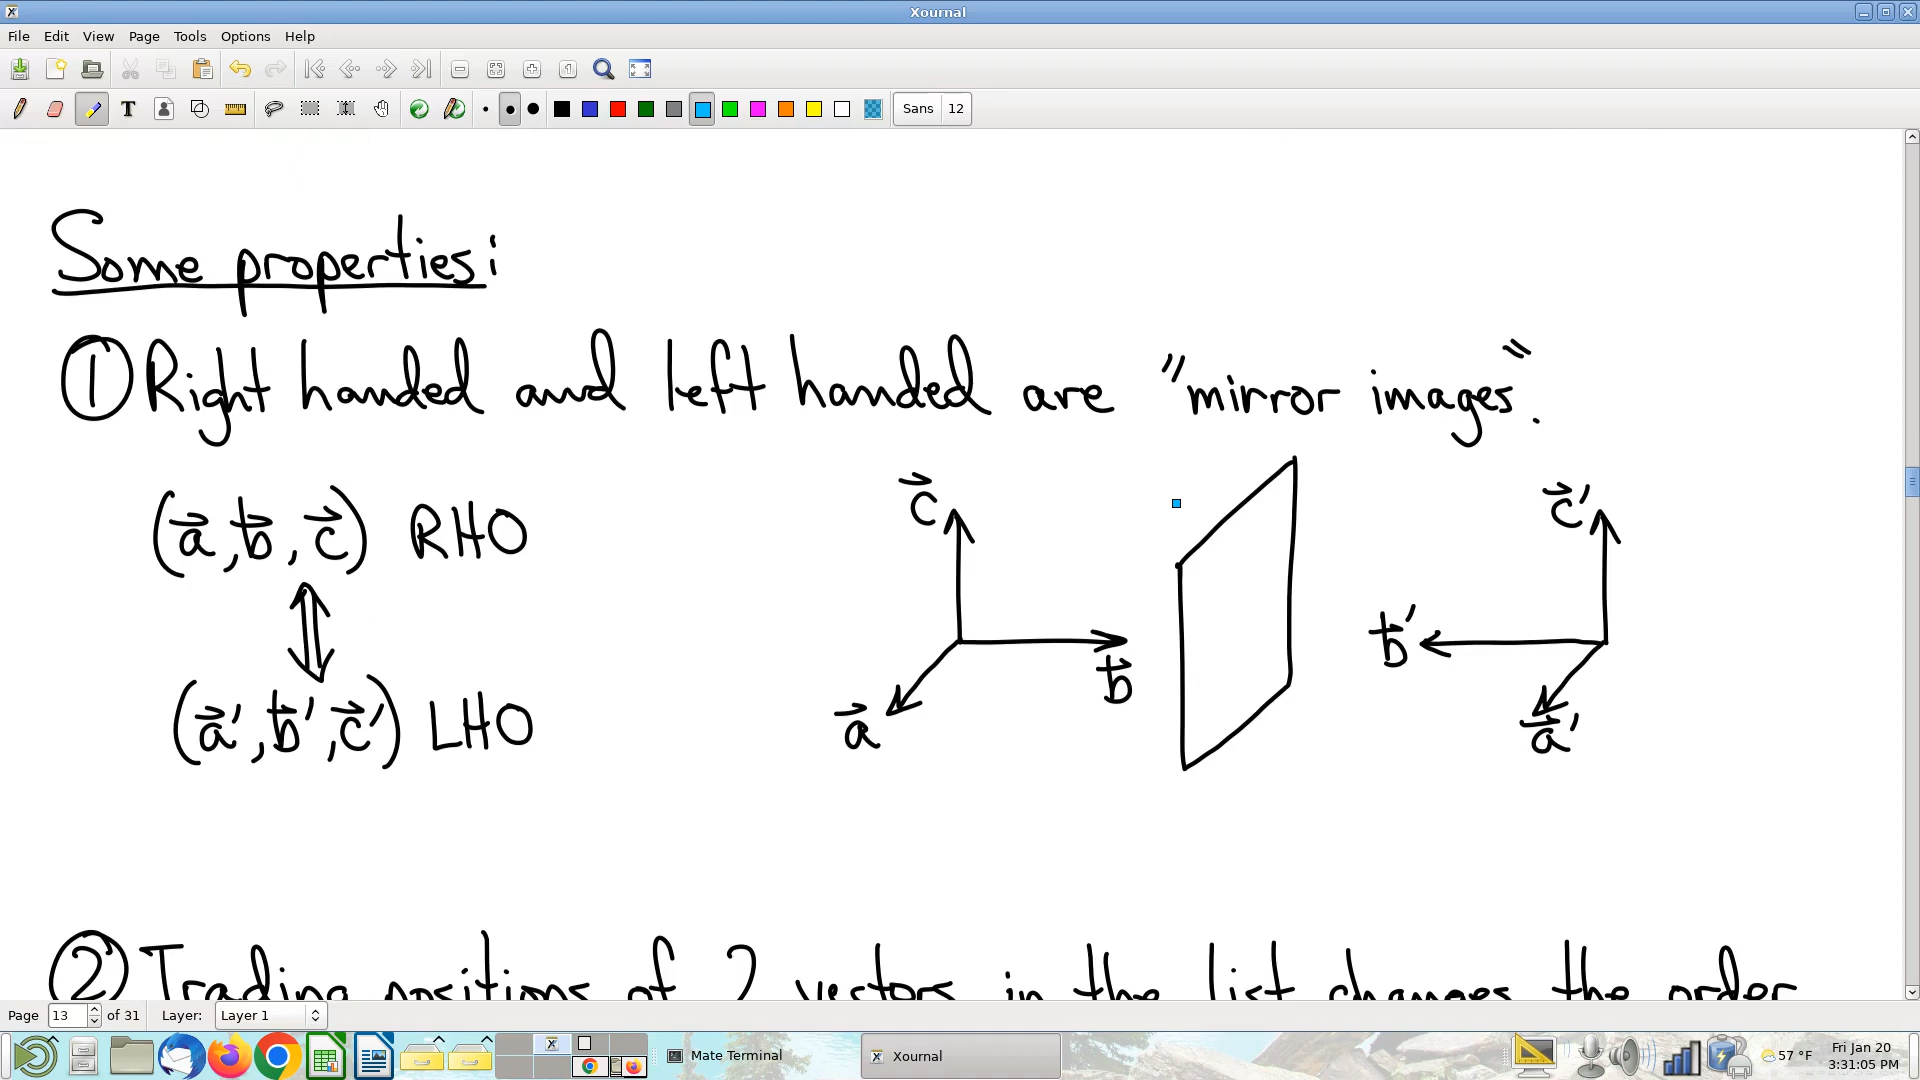 Xournal
File Edit View Page Tools Options Help
Sans 12
Some properties:
① Right handed and left handed are "mirror images".
(a⃗, b⃗, c⃗) RHO
(a⃗', b⃗', c⃗') LHO
c⃗
b⃗
a⃗
c⃗'
b⃗'
a⃗'
② Trading positions of 2 vectors in the list changes the order
Page 13 of 31 Layer: Layer 1
Mate Terminal Xournal 57 °F Fri Jan 20
3:31:05 PM